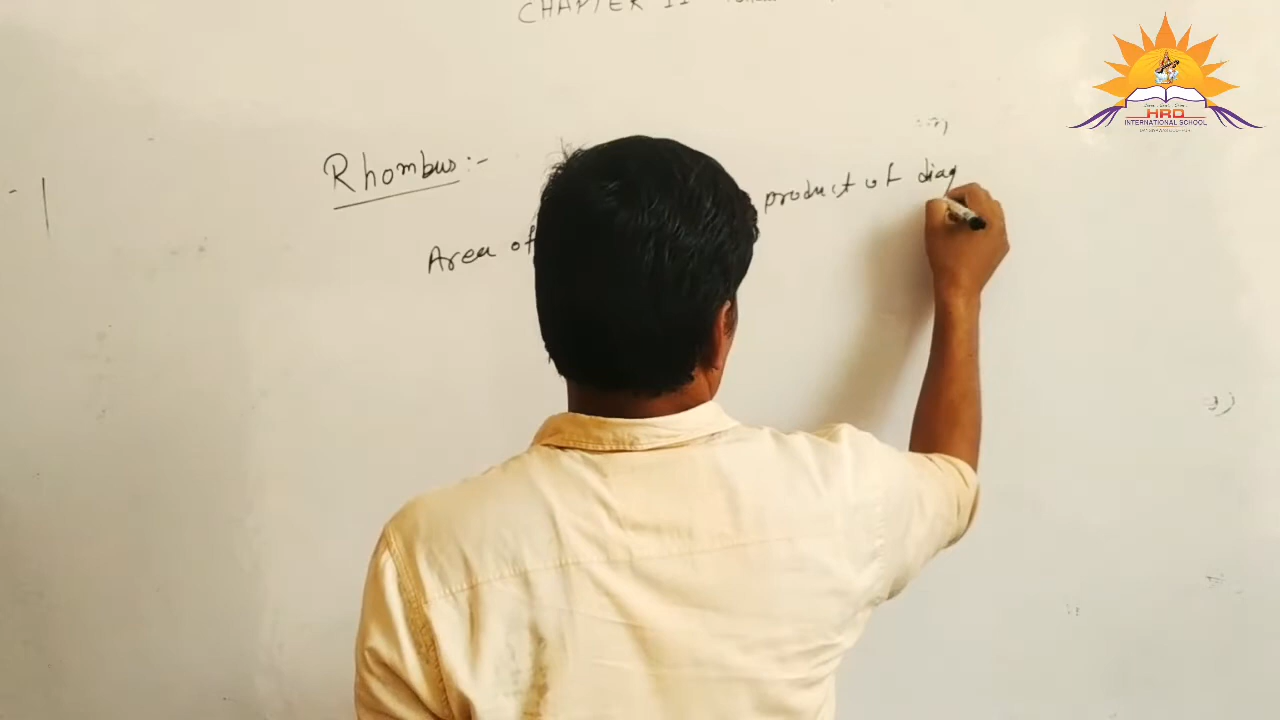 CHAPTER 11
Rhombus:-
Area of product of diag
HRD
INTERNATIONAL SCHOOL